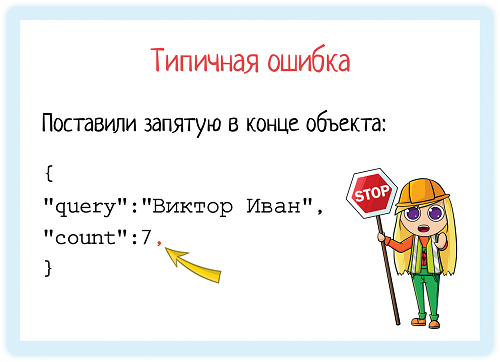 Типичная ошибка
Поставили запятую в конце объекта:
{
"query":"Виктор Иван",
"count":7,
}
STOP